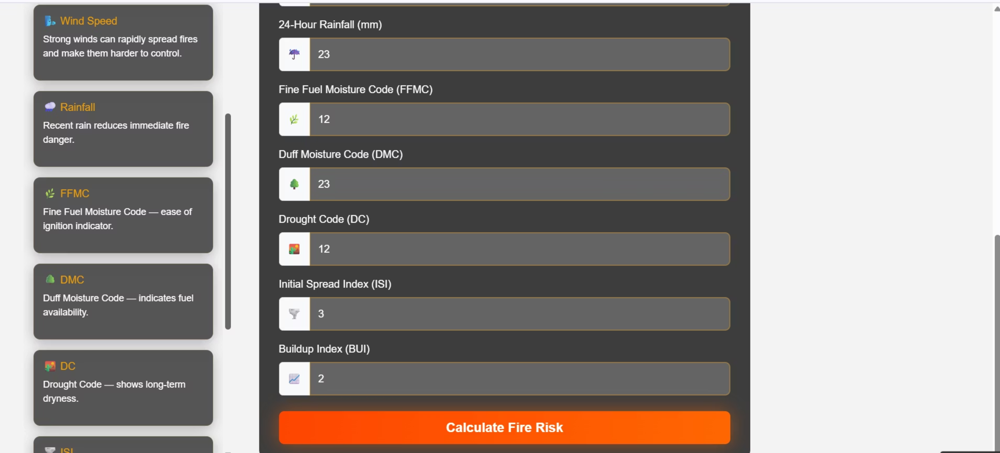 Wind Speed
Strong winds can rapidly spread fires
and make them harder to control.
Rainfall
Recent rain reduces immediate fire
danger.
FFMC
Fine Fuel Moisture Code — ease of
ignition indicator.
DMC
Duff Moisture Code — indicates fuel
availability.
DC
Drought Code — shows long-term
dryness.
ISI
24-Hour Rainfall (mm)
23
Fine Fuel Moisture Code (FFMC)
12
Duff Moisture Code (DMC)
23
Drought Code (DC)
12
Initial Spread Index (ISI)
3
Buildup Index (BUI)
2
Calculate Fire Risk